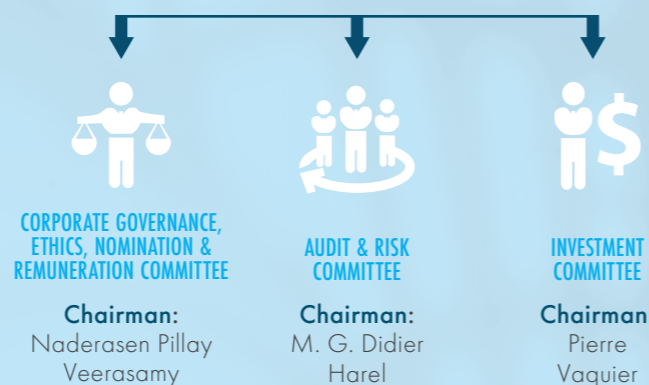 CORPORATE GOVERNANCE,
ETHICS, NOMINATION &
REMUNERATION COMMITTEE
Chairman:
Naderasen Pillay
Veerasamy
AUDIT & RISK
COMMITTEE
Chairman:
M. G. Didier
Harel
$
INVESTMENT
COMMITTEE
Chairman
Pierre
Vaquier